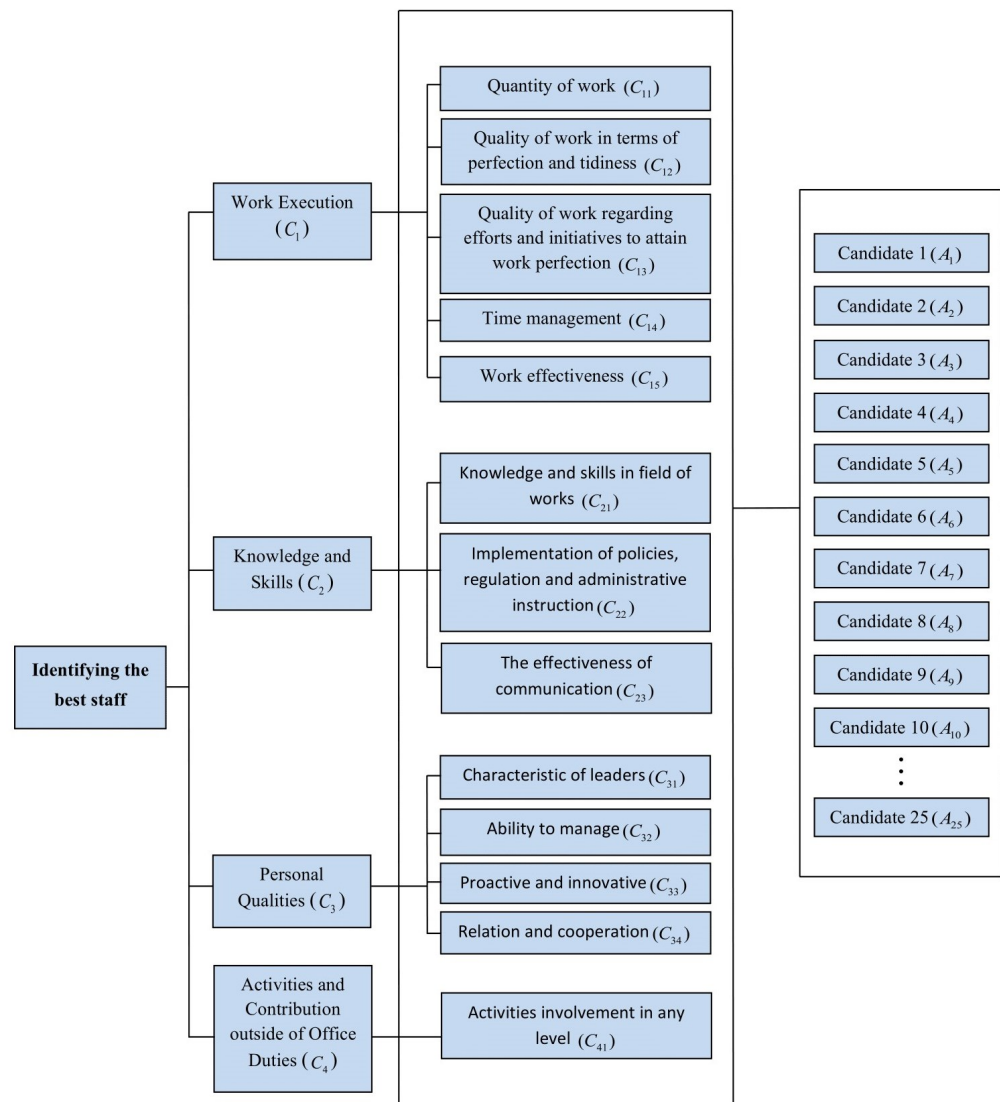 Identifying the
best staff
Work Execution
(C₁)
Knowledge and
Skills (C₂)
Personal
Qualities (C₃)
Activities and
Contribution
outside of Office
Duties (C₄)
Quantity of work (C₁₁)
Quality of work in terms of
perfection and tidiness (C₁₂)
Quality of work regarding
efforts and initiatives to attain
work perfection (C₁₃)
Time management (C₁₄)
Work effectiveness (C₁₅)
Knowledge and skills in field of
works (C₂₁)
Implementation of policies,
regulation and administrative
instruction (C₂₂)
The effectiveness of
communication (C₂₃)
Characteristic of leaders (C₃₁)
Ability to manage (C₃₂)
Proactive and innovative (C₃₃)
Relation and cooperation (C₃₄)
Activities involvement in any
level (C₄₁)
Candidate 1 (A₁)
Candidate 2 (A₂)
Candidate 3 (A₃)
Candidate 4 (A₄)
Candidate 5 (A₅)
Candidate 6 (A₆)
Candidate 7 (A₇)
Candidate 8 (A₈)
Candidate 9 (A₉)
Candidate 10 (A₁₀)
⋮
Candidate 25 (A₂₅)